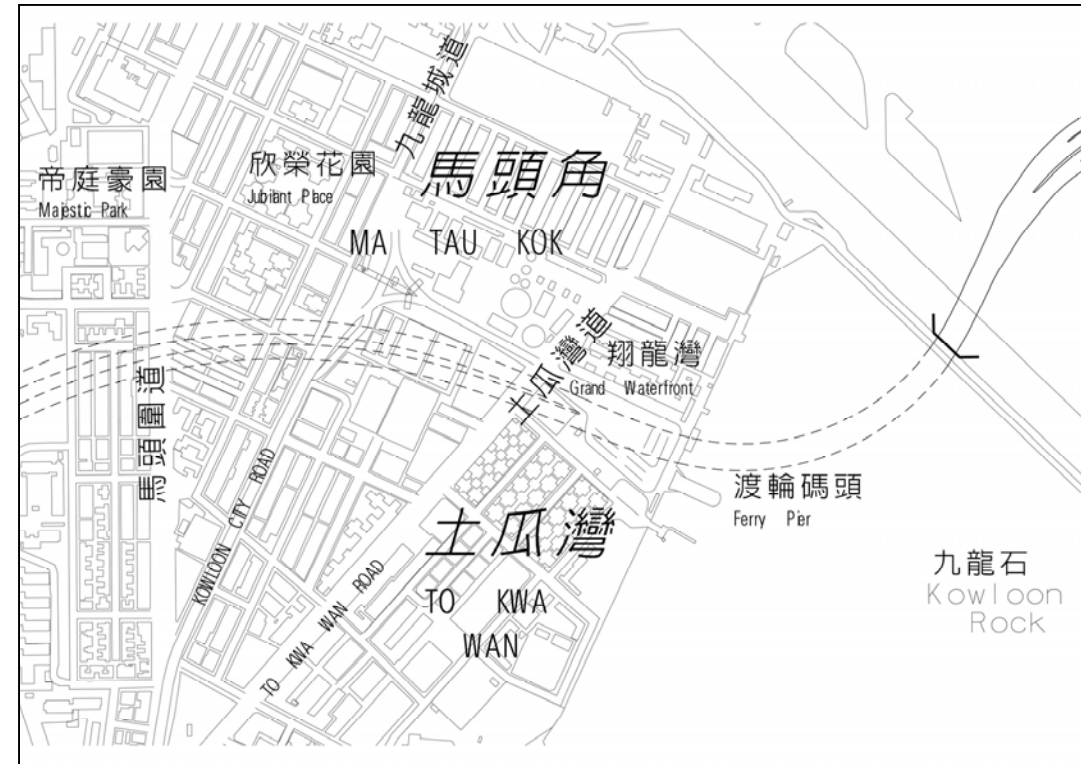 九龍城道
帝庭豪園
Majestic Park
欣榮花園
Jubilant Place
馬頭角
MA TAU KOK
土瓜灣道
翔龍灣
Grand Waterfront
馬頭圍道
KOWLOON CITY ROAD
TO KWA WAN ROAD
土瓜灣
TO KWA
WAN
渡輪碼頭
Ferry Pier
九龍石
Kowloon
Rock